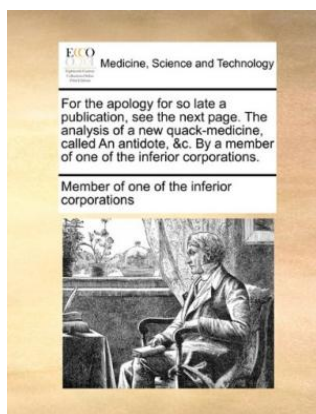 ECCO
Medicine, Science and Technology
For the apology for so late a
publication, see the next page. The
analysis of a new quack-medicine,
called An antidote, &c. By a member
of one of the inferior corporations.
Member of one of the inferior
corporations